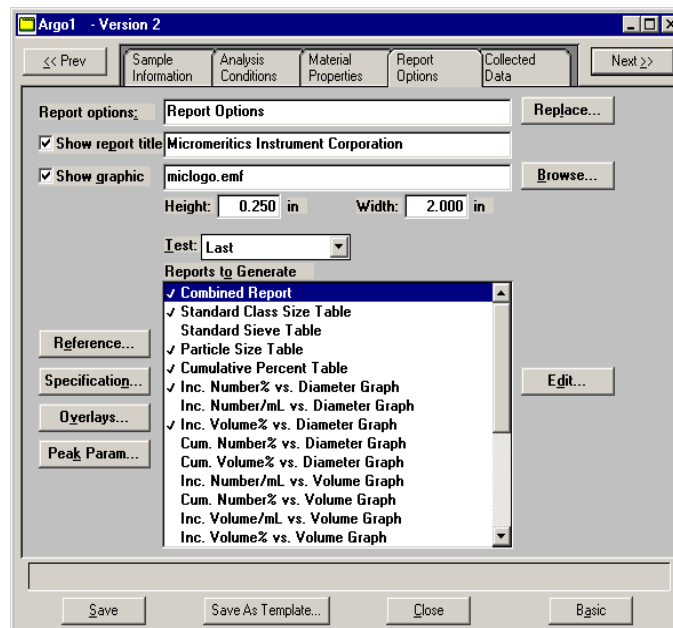 Argo1 - Version 2
<< Prev
Sample Information
Analysis Conditions
Material Properties
Report Options
Collected Data
Next >>
Report options: Report Options Replace...
Show report title Micromeritics Instrument Corporation
Show graphic miclogo.emf Browse...
Height: 0.250 in Width: 2.000 in
Test: Last
Reports to Generate
✓ Combined Report
✓ Standard Class Size Table
Standard Sieve Table
✓ Particle Size Table
✓ Cumulative Percent Table
✓ Inc. Number% vs. Diameter Graph
Inc. Number/mL vs. Diameter Graph
✓ Inc. Volume% vs. Diameter Graph
Cum. Number% vs. Diameter Graph
Cum. Volume% vs. Diameter Graph
Inc. Number/mL vs. Volume Graph
Cum. Number% vs. Volume Graph
Inc. Volume/mL vs. Volume Graph
Inc. Volume% vs. Volume Graph
Reference...
Specification...
Overlays...
Peak Param...
Edit...
Save Save As Template... Close Basic